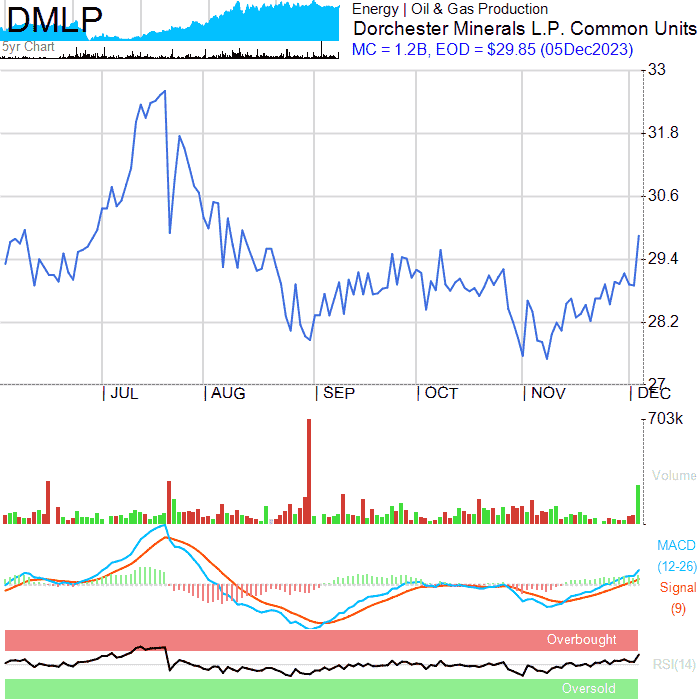 DMLP
5yr Chart
Energy | Oil & Gas Production
Dorchester Minerals L.P. Common Units
MC = 1.2B, EOD = $29.85 (05Dec2023)
33
31.8
30.6
29.4
28.2
27
| JUL | AUG | SEP | OCT | NOV | DEC
703k
Volume
MACD
(12-26)
Signal
(9)
Overbought
RSI(14)
Oversold